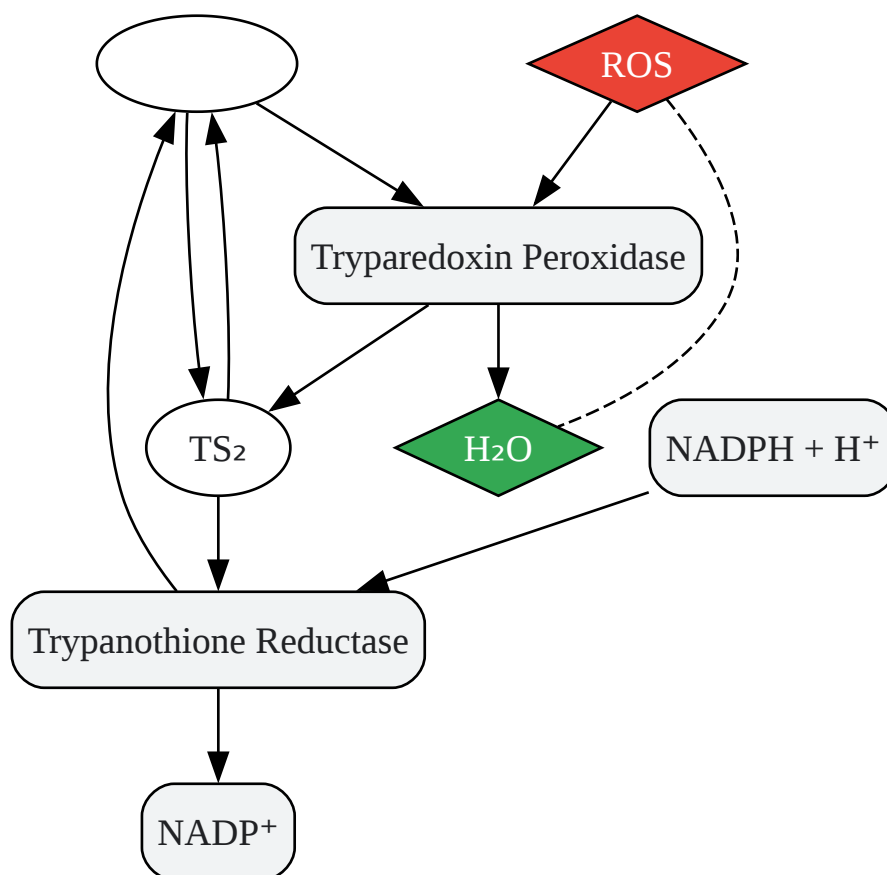 ROS
Tryparedoxin Peroxidase
TS₂
H₂O
NADPH + H⁺
Trypanothione Reductase
NADP⁺